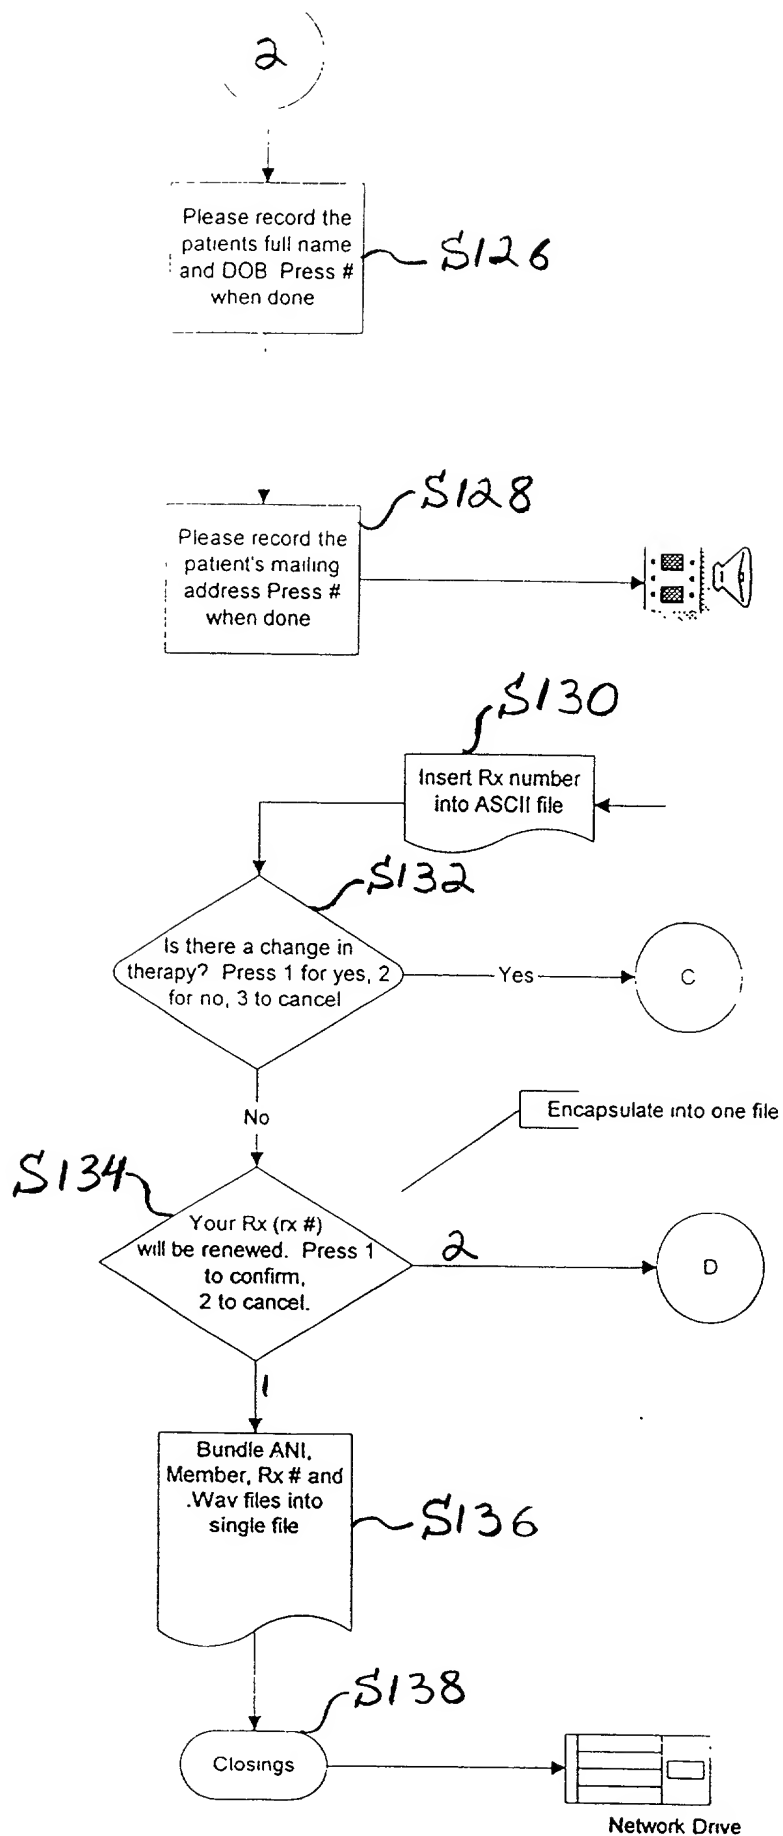 2
Please record the
patients full name
and DOB Press #
when done
S126
S128
Please record the
patient's mailing
address Press #
when done
S130
Insert Rx number
into ASCII file
S132
Is there a change in
therapy? Press 1 for yes, 2
for no, 3 to cancel
Yes
C
No
Encapsulate into one file
S134
Your Rx (rx #)
will be renewed. Press 1
to confirm,
2 to cancel.
2
D
1
Bundle ANI,
Member, Rx # and
.Wav files into
single file
S136
S138
Closings
Network Drive